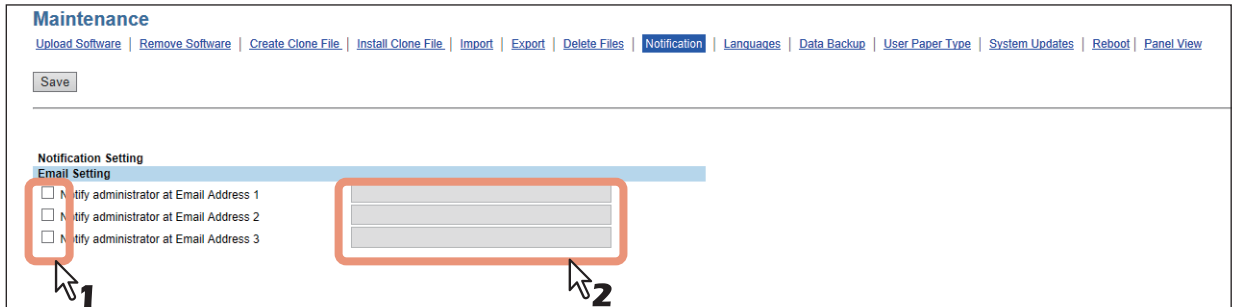 Maintenance
Upload Software | Remove Software | Create Clone File | Install Clone File | Import | Export | Delete Files | Notification | Languages | Data Backup | User Paper Type | System Updates | Reboot | Panel View
Save
Notification Setting
Email Setting
Notify administrator at Email Address 1
Notify administrator at Email Address 2
Notify administrator at Email Address 3
1
2